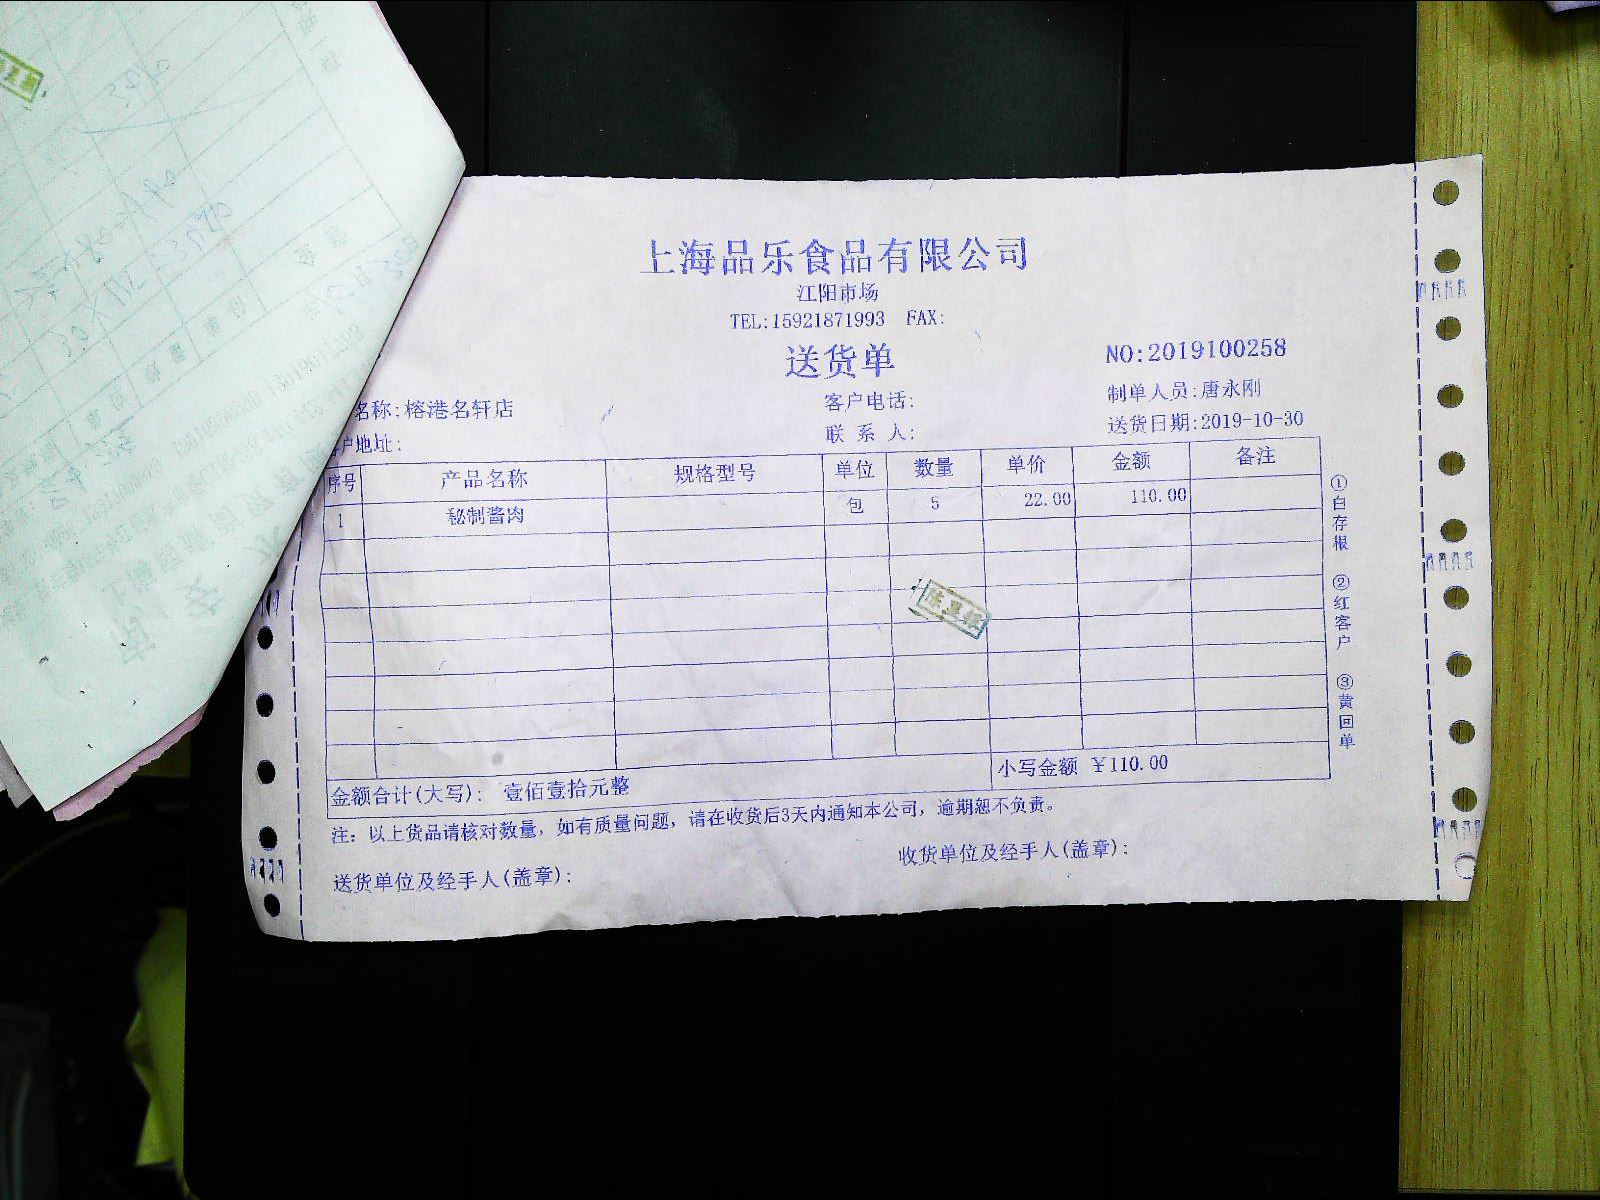 上海品乐食品有限公司
江阳市场
TEL:15921871993 FAX:
送货单
NO:2019100258
名称:榕港名轩店
客户电话:
制单人员:唐永刚
户地址:
联系人:
送货日期:2019-10-30
序号 产品名称 规格型号 单位 数量 单价 金额 备注
1 秘制酱肉 包 5 22.00 110.00
金额合计(大写): 壹佰壹拾元整 小写金额 ￥110.00
注: 以上货品请核对数量, 如有质量问题, 请在收货后3天内通知本公司, 逾期恕不负责。
送货单位及经手人(盖章):
收货单位及经手人(盖章):
①白存根 ②红客户 ③黄回单